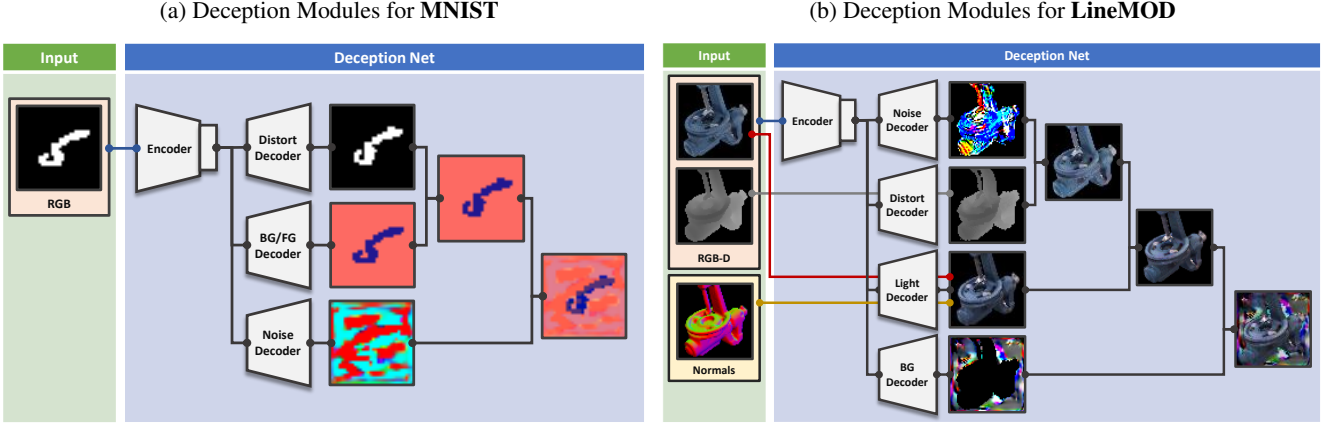 (a) Deception Modules for MNIST
Input
Deception Net
RGB
Encoder
Distort
Decoder
BG/FG
Decoder
Noise
Decoder
(b) Deception Modules for LineMOD
Input
Deception Net
RGB-D
Normals
Encoder
Noise
Decoder
Distort
Decoder
Light
Decoder
BG
Decoder